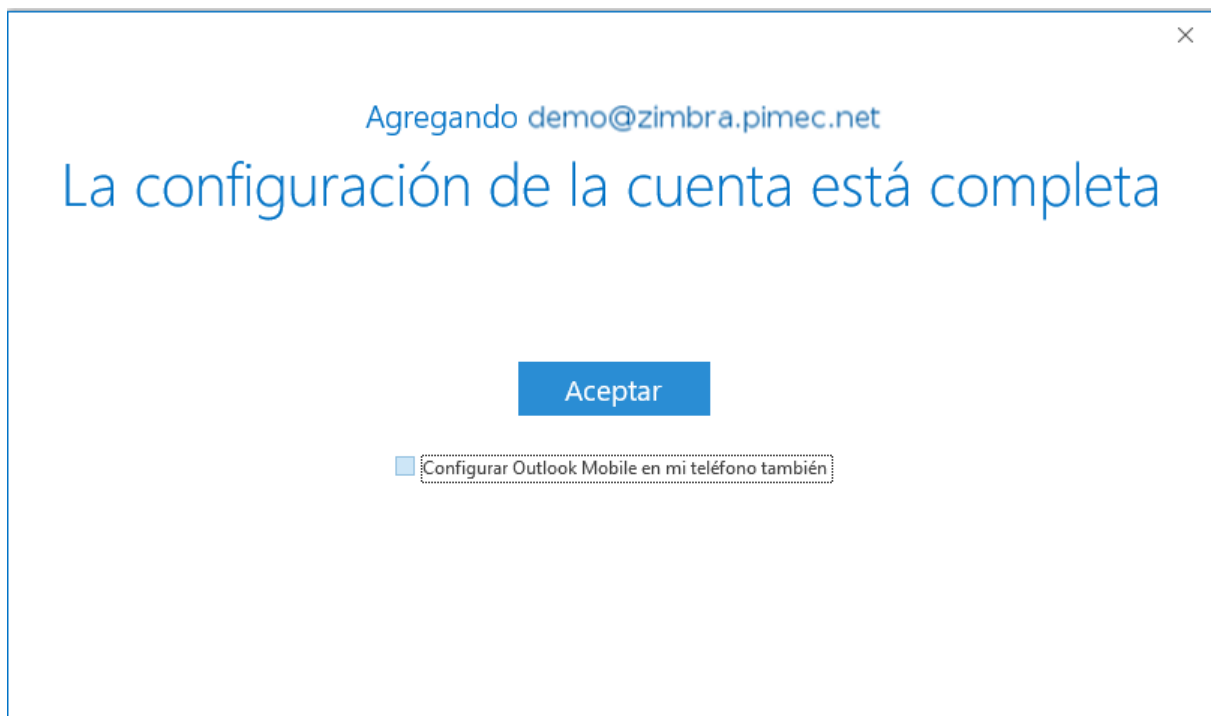 Agregando demo@zimbra.pimec.net
La configuración de la cuenta está completa
Aceptar
Configurar Outlook Mobile en mi teléfono también